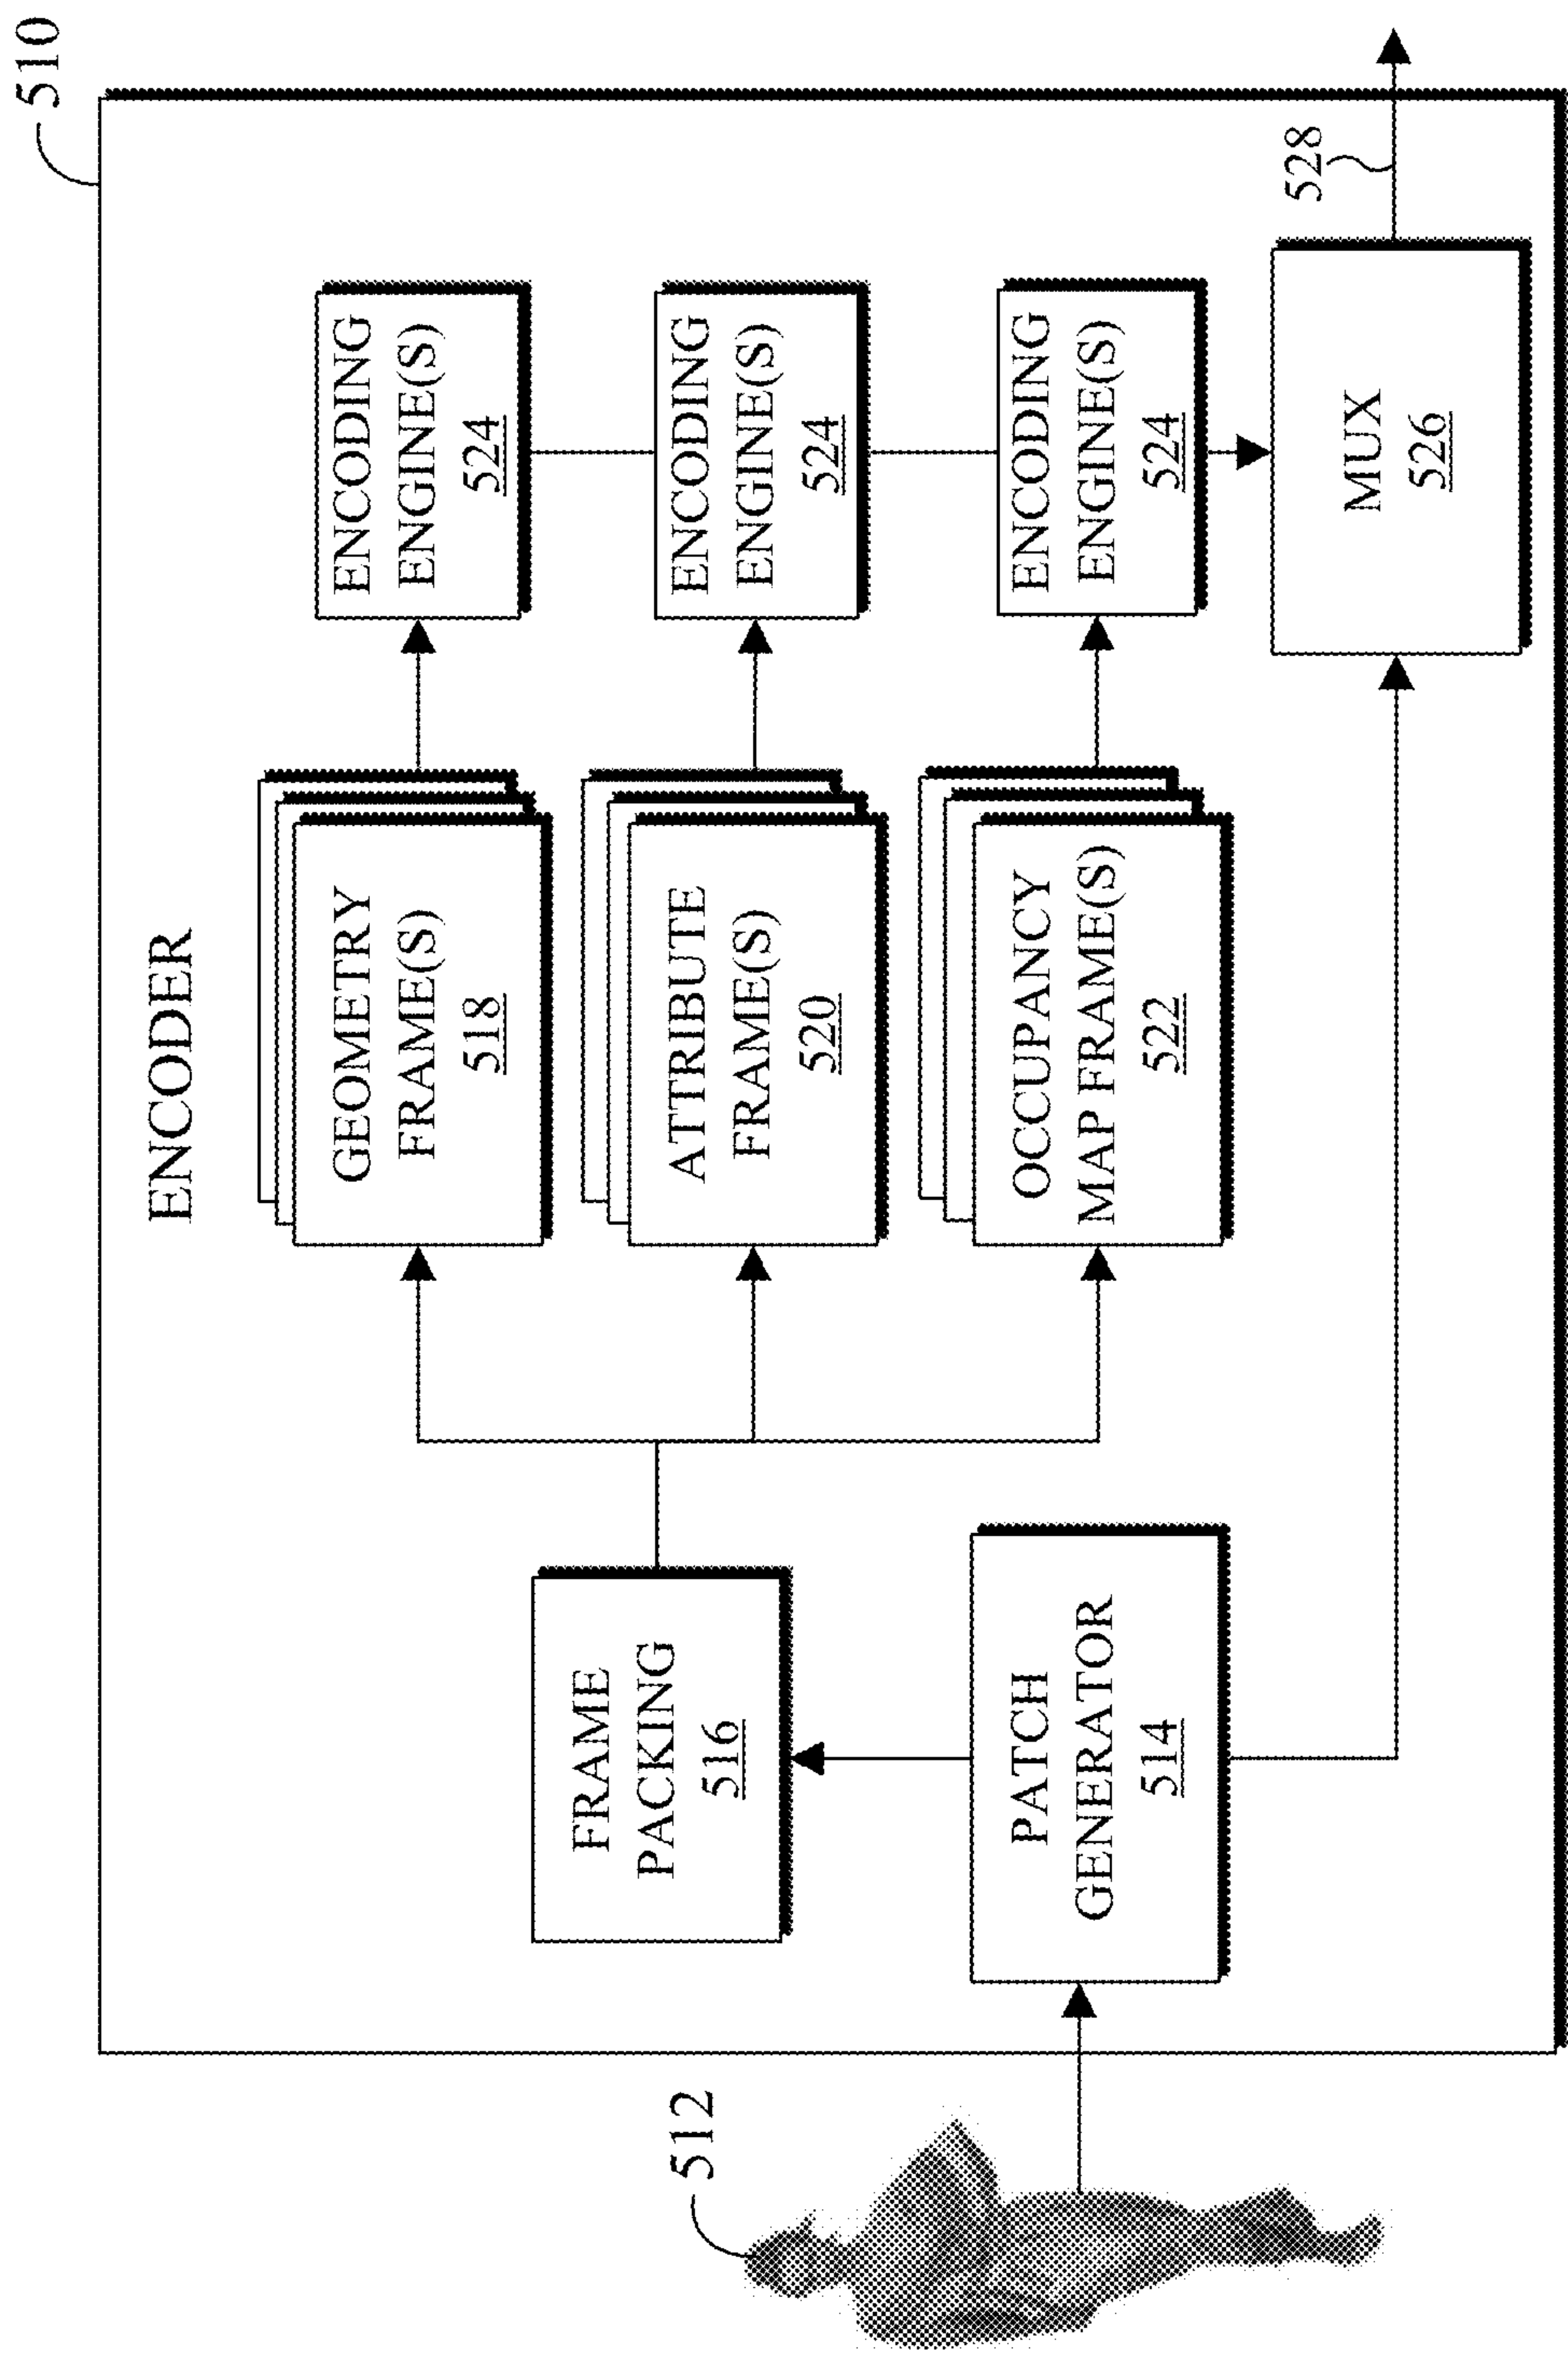 510
ENCODER
512
FRAME
PACKING
516
PATCH
GENERATOR
514
GEOMETRY
FRAME(S)
518
ATTRIBUTE
FRAME(S)
520
OCCUPANCY
MAP FRAME(S)
522
ENCODING
ENGINE(S)
524
ENCODING
ENGINE(S)
524
ENCODING
ENGINE(S)
524
MUX
526
528